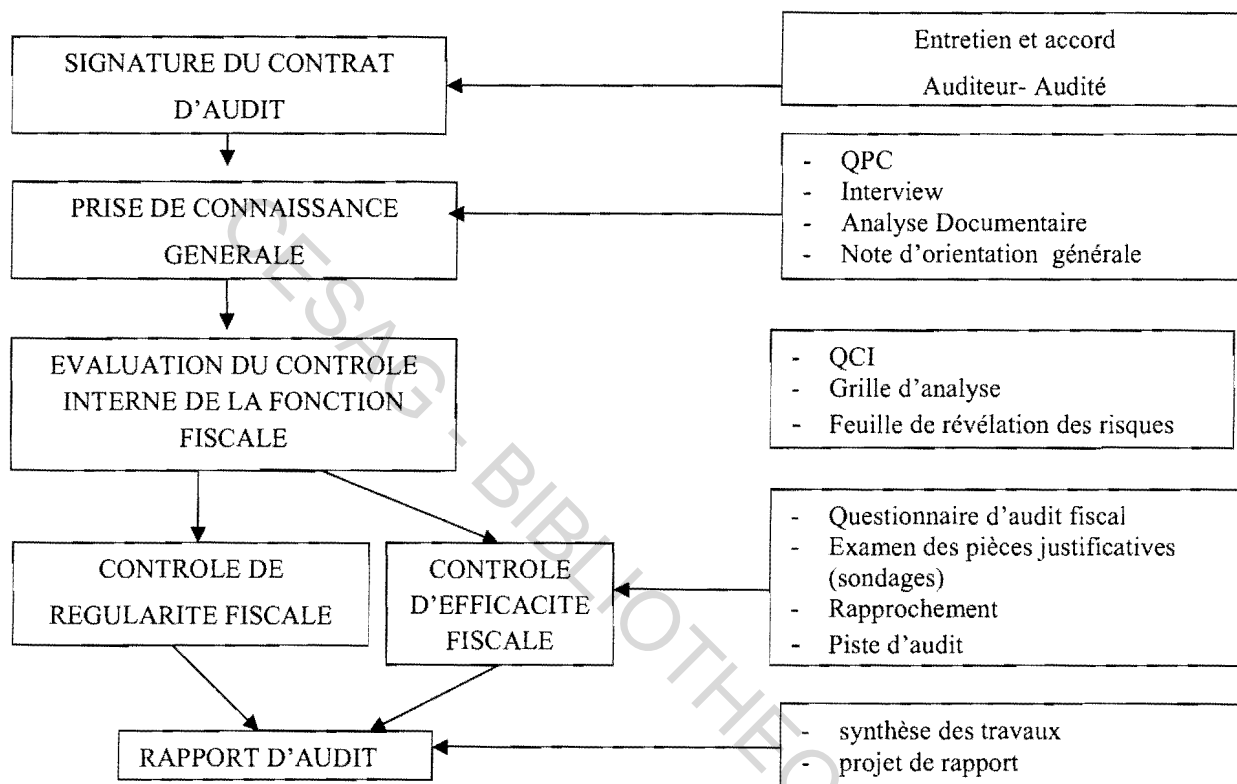 SIGNATURE DU CONTRAT
D'AUDIT
Entretien et accord
Auditeur- Audité
PRISE DE CONNAISSANCE
GENERALE
- QPC
- Interview
- Analyse Documentaire
- Note d'orientation générale
EVALUATION DU CONTROLE
INTERNE DE LA FONCTION
FISCALE
- QCI
- Grille d'analyse
- Feuille de révélation des risques
CONTROLE DE
REGULARITE FISCALE
CONTROLE
D'EFFICACITE
FISCALE
- Questionnaire d'audit fiscal
- Examen des pièces justificatives
(sondages)
- Rapprochement
- Piste d'audit
RAPPORT D'AUDIT
- synthèse des travaux
- projet de rapport
CESAG - BIBLIOTHEQ